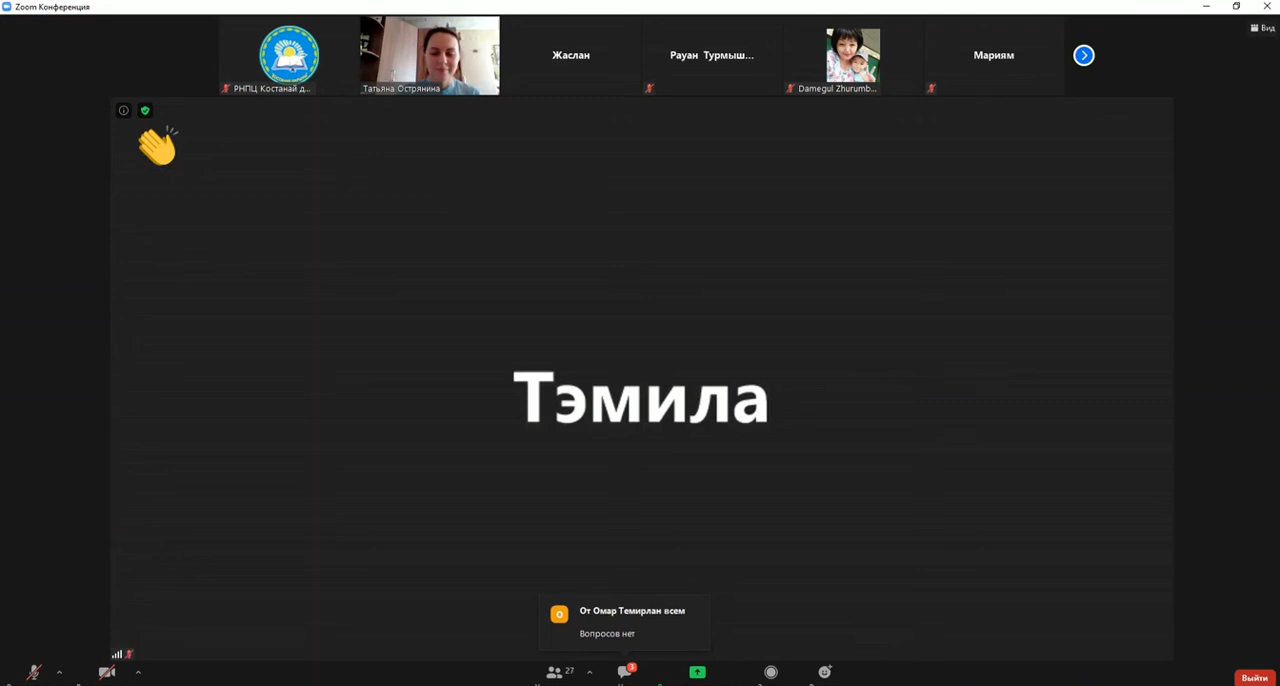 Zoom Конференция
Вид
РНПЦ Костанай д...
Татьяна Острянина
Жаслан
Рауан Турмыш...
Damegul Zhurumb...
Мариям
Тэмила
От Омар Темирлан всем
О
Вопросов нет
27
3
Выйти